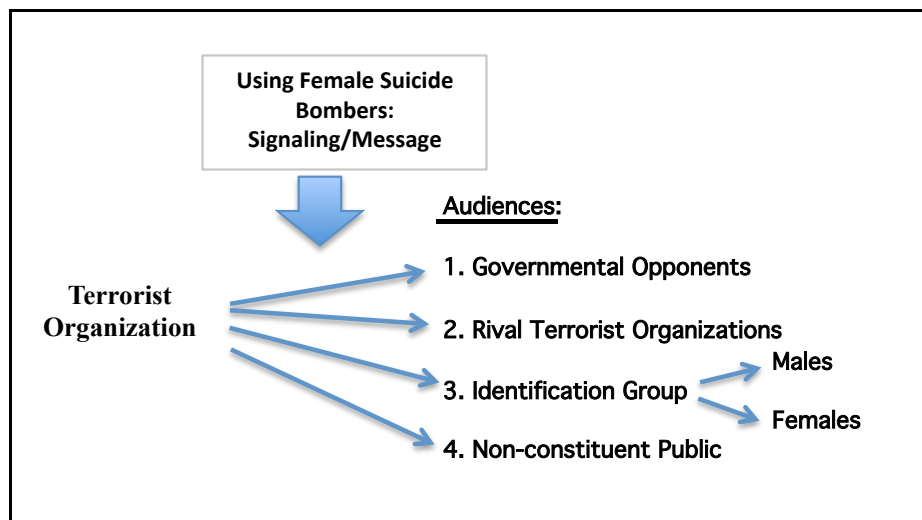 Using Female Suicide
Bombers:
Signaling/Message
Audiences:
Terrorist
Organization
1. Governmental Opponents
2. Rival Terrorist Organizations
3. Identification Group
Males
Females
4. Non-constituent Public